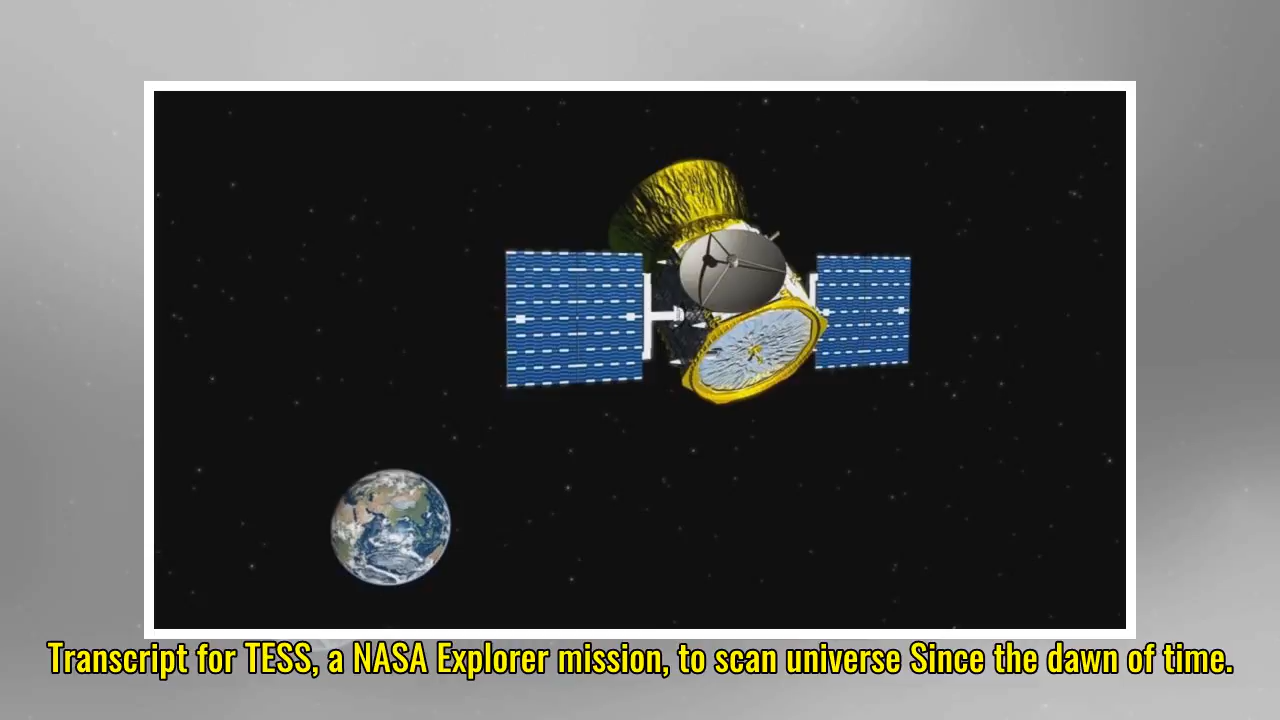 Transcript for TESS, a NASA Explorer mission, to scan universe Since the dawn of time.